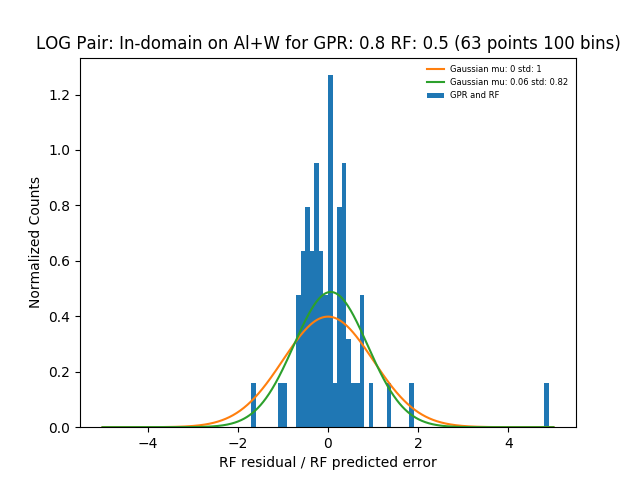 LOG Pair: In-domain on Al+W for GPR: 0.8 RF: 0.5 (63 points 100 bins)
Gaussian mu: 0 std: 1
Gaussian mu: 0.06 std: 0.82
GPR and RF
Normalized Counts
1.2
1.0
0.8
0.6
0.4
0.2
0.0
−4 −2 0 2 4
RF residual / RF predicted error